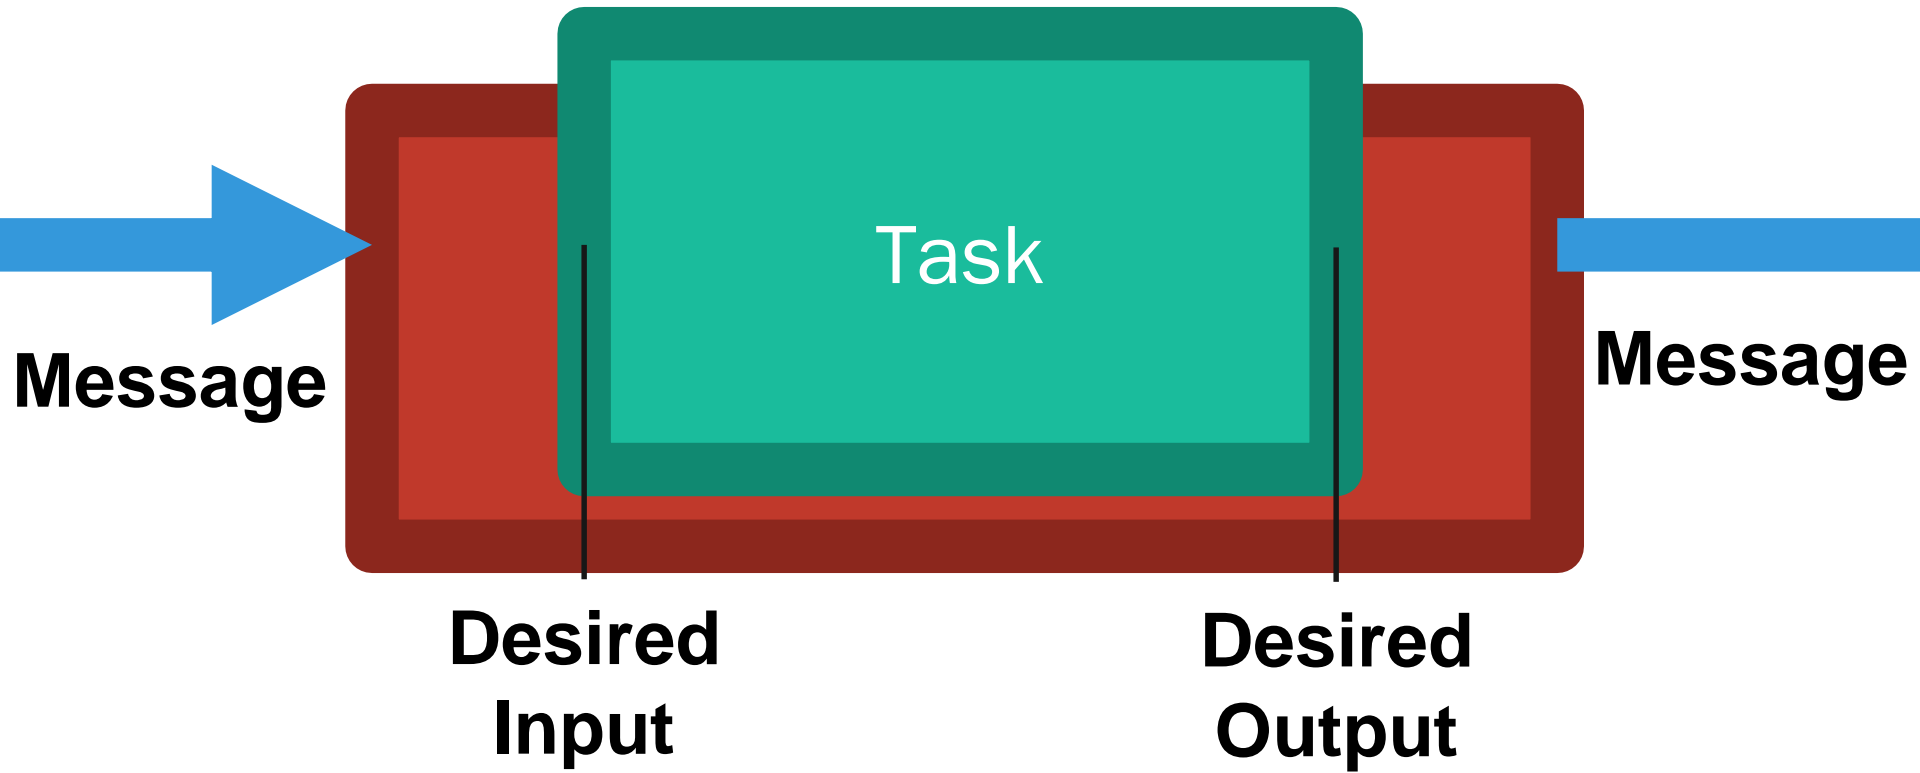 Task
Message
Message
Desired
Input
Desired
Output